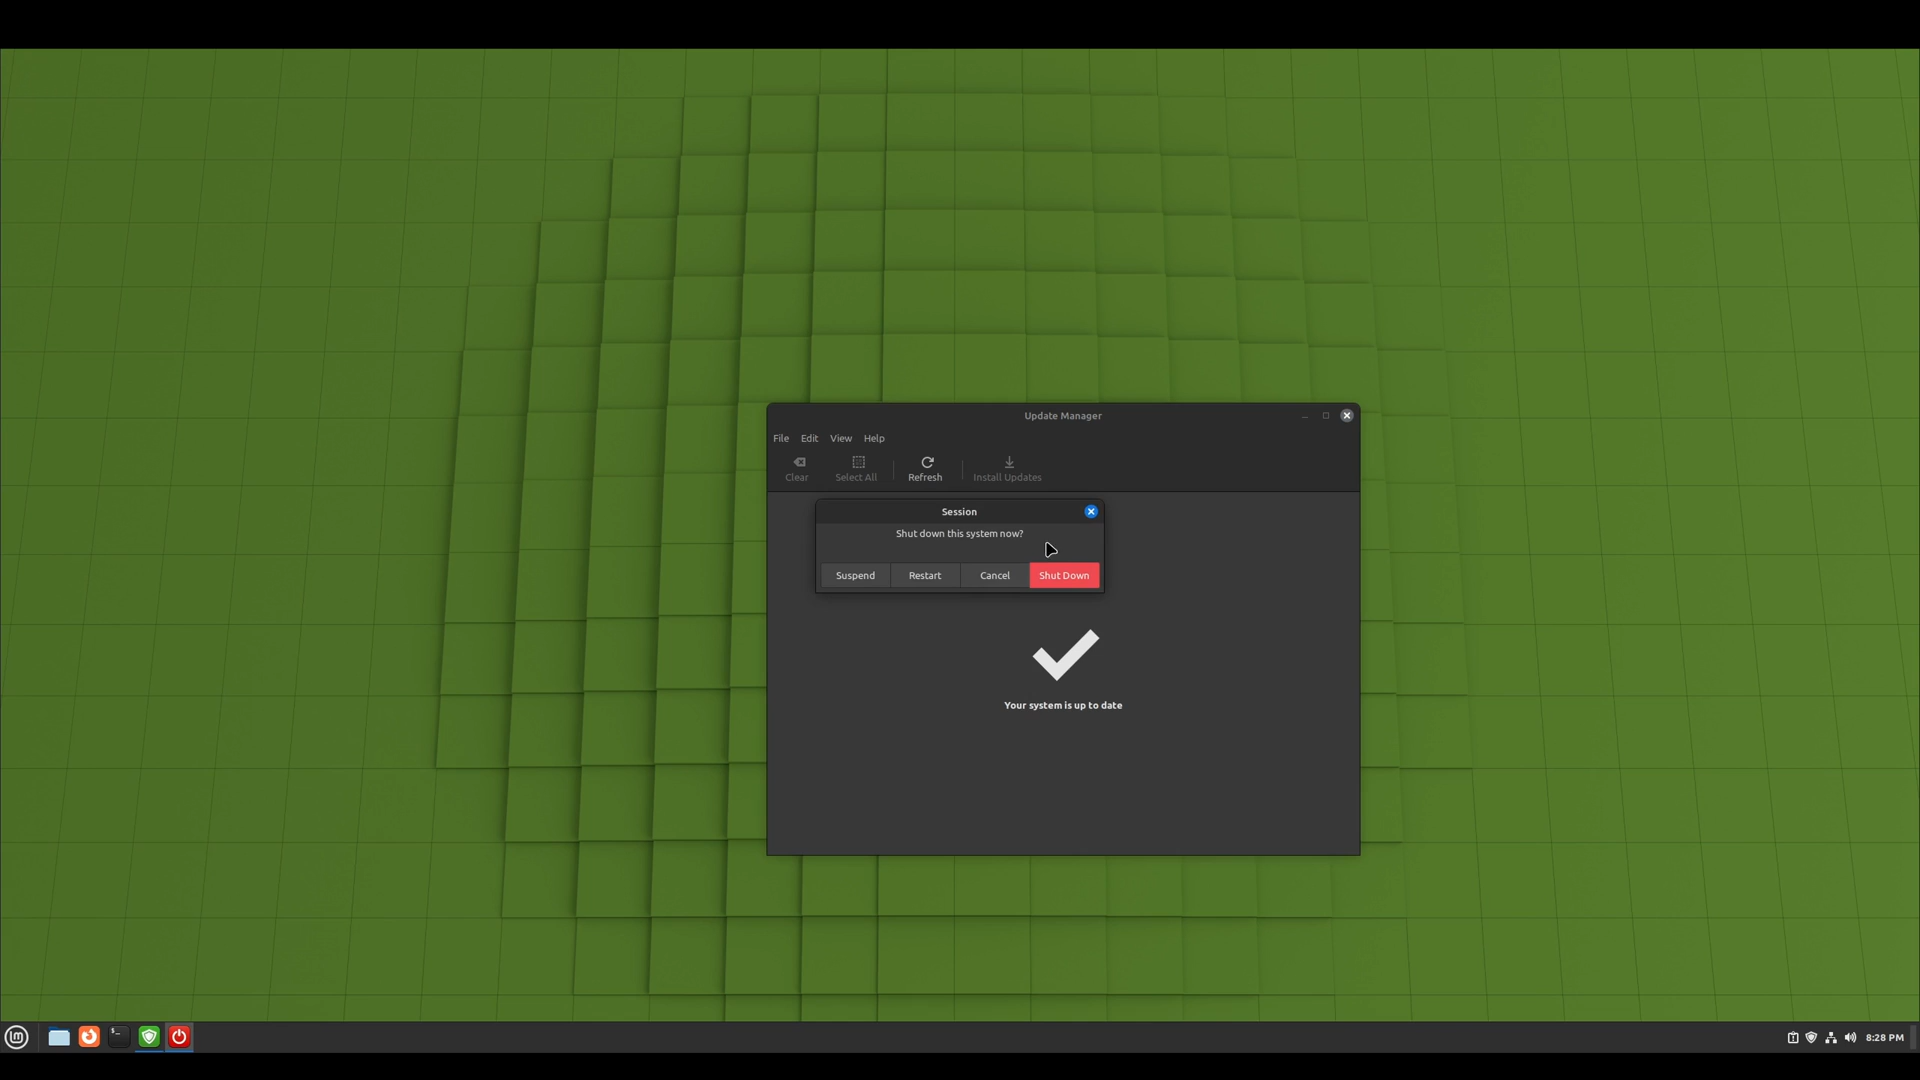 Update Manager
File Edit View Help
Clear Select All Refresh Install Updates
Session
Shut down this system now?
Suspend Restart Cancel Shut Down
Your system is up to date
8:28 PM